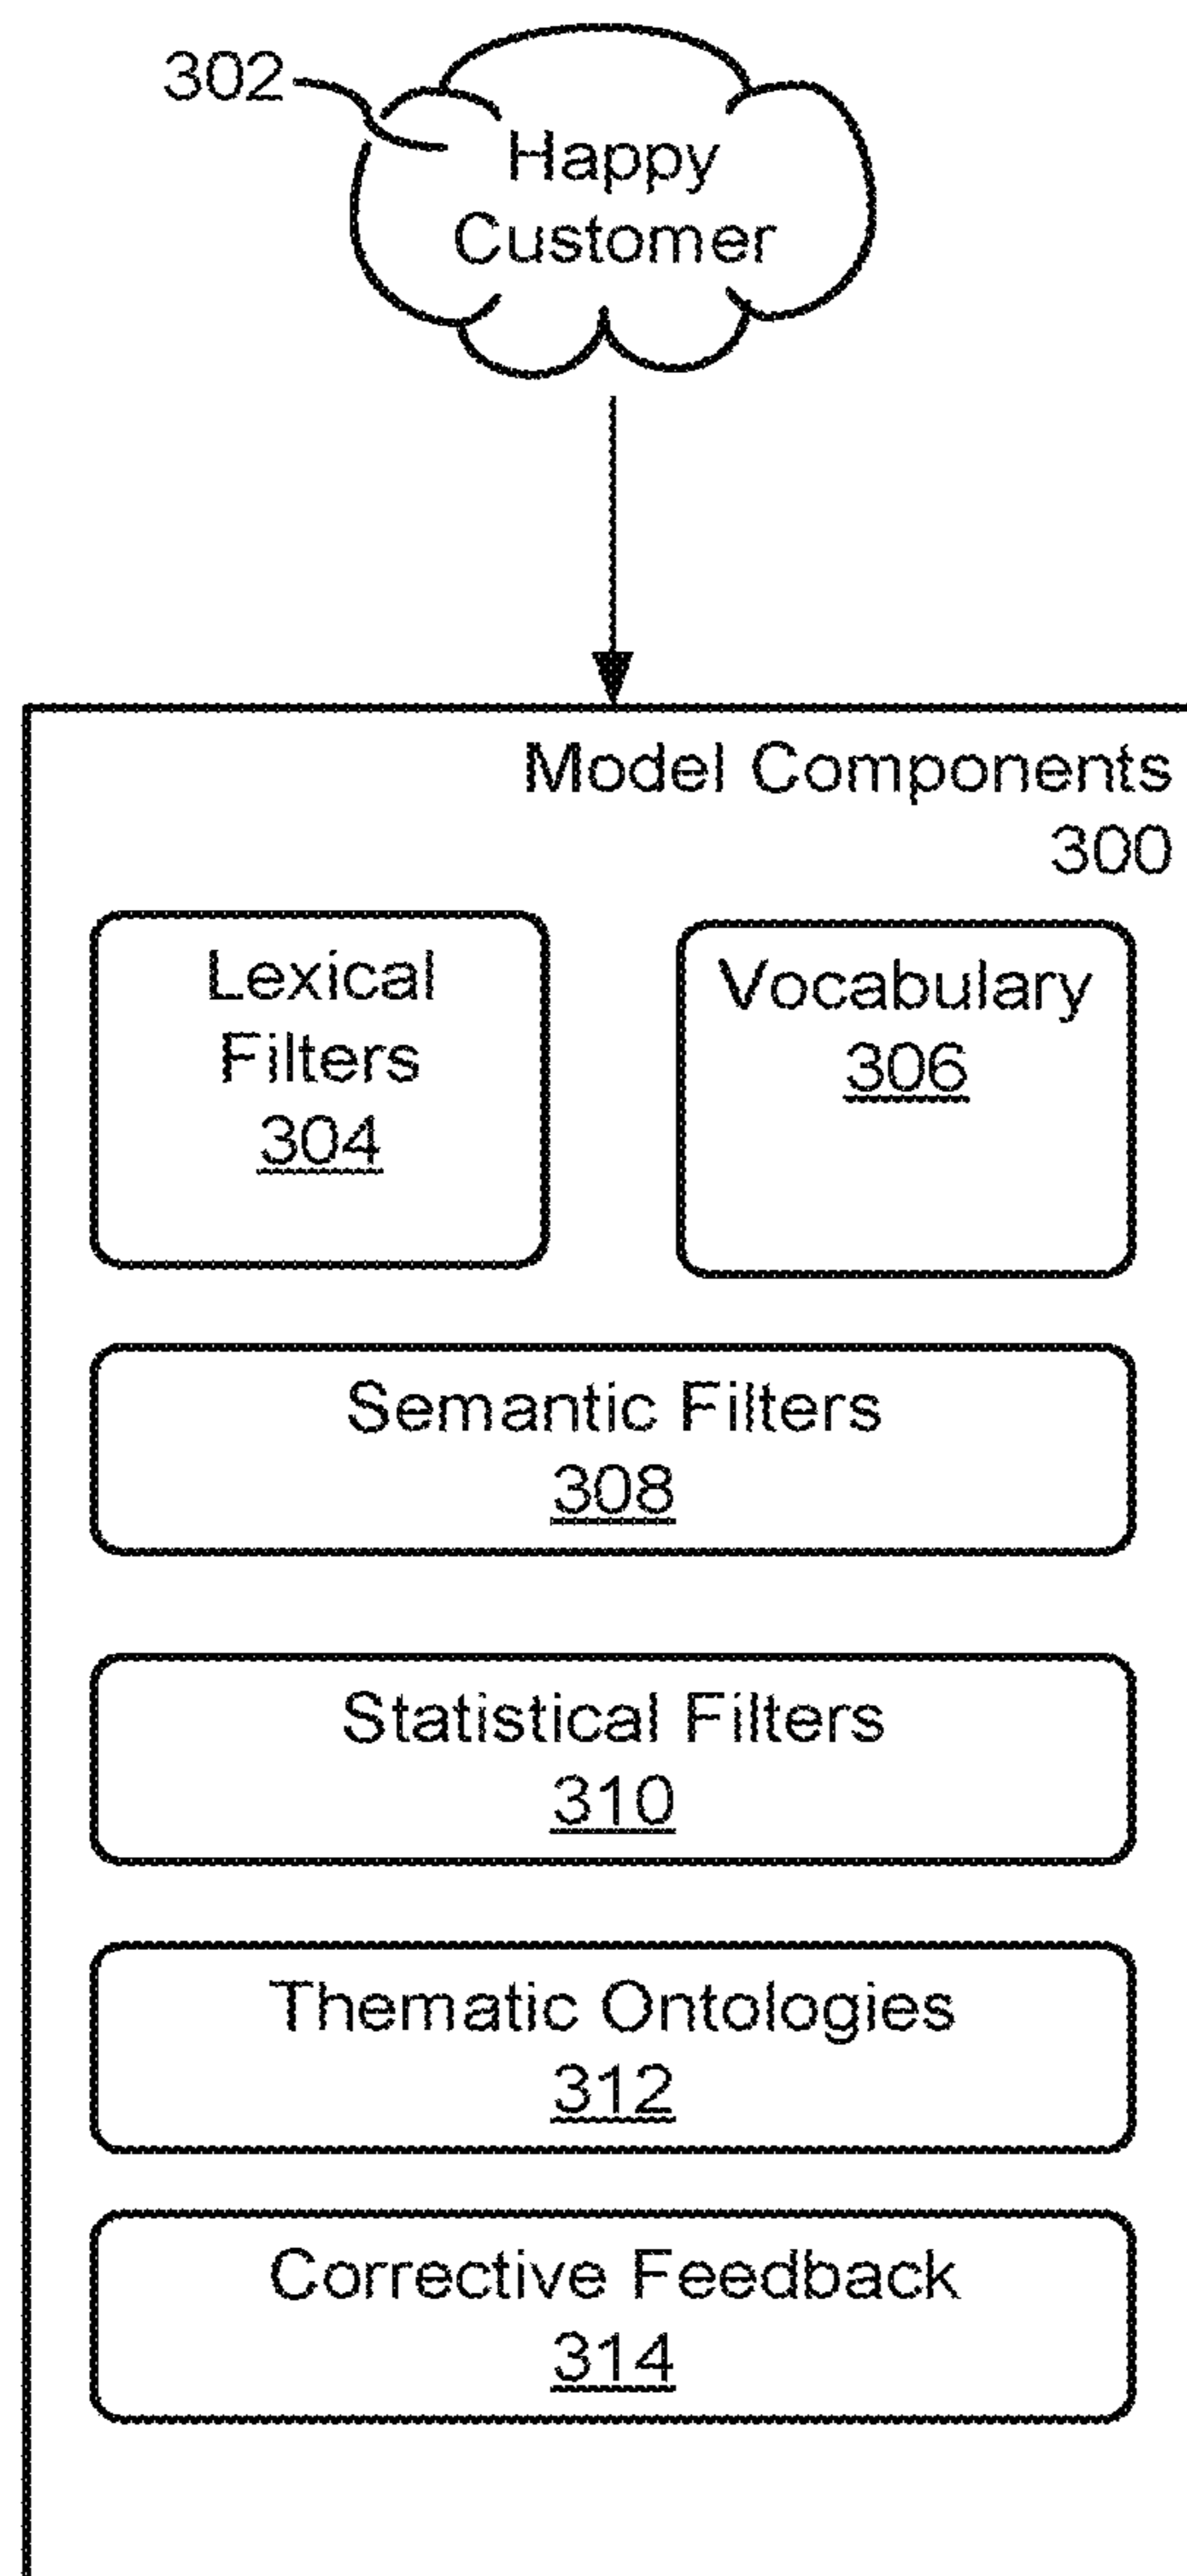 302
Happy
Customer
Model Components
300
Lexical
Filters
304
Vocabulary
306
Semantic Filters
308
Statistical Filters
310
Thematic Ontologies
312
Corrective Feedback
314